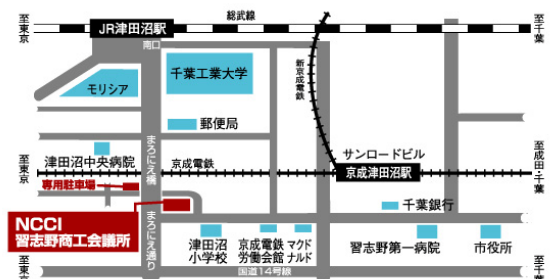 至東京
JR津田沼駅
総武線
至千葉
南口
千葉工業大学
モリシア
新京成電鉄
郵便局
まろにえ橋
サンロードビル
津田沼中央病院
京成電鉄
至東京
京成津田沼駅
至成田・千葉
専用駐車場
千葉銀行
NCCI
習志野商工会議所
まろにえ通り
津田沼
小学校
京成電鉄
労働会館
マクド
ナルド
習志野第一病院
市役所
国道14号線